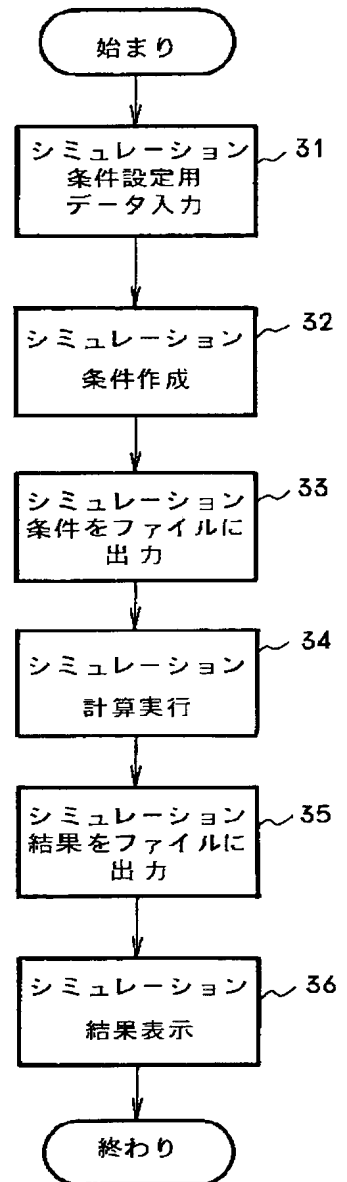 始まり
シミュレーション
条件設定用
データ入力
31
シミュレーション
条件作成
32
シミュレーション
条件をファイルに
出力
33
シミュレーション
計算実行
34
シミュレーション
結果をファイルに
出力
35
シミュレーション
結果表示
36
終わり